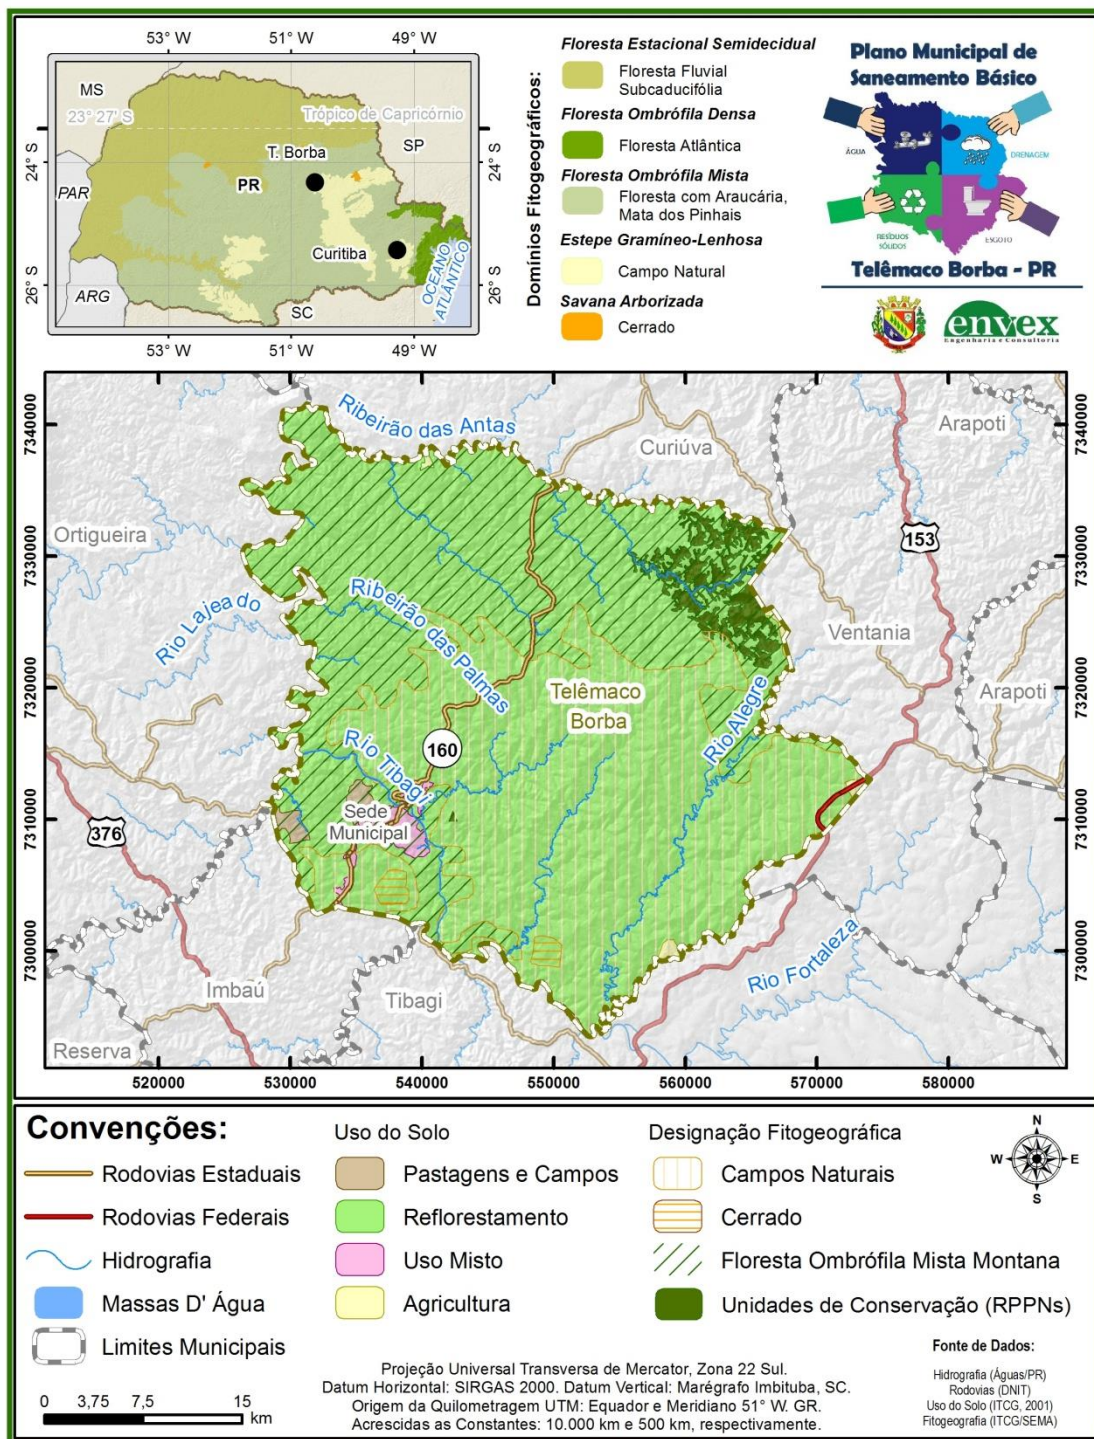 53° W
51° W
49° W
MS
23° 27' S
Trópico de Capricórnio
SP
24° S
24° S
T. Borba
PR
PAR
Curitiba
OCEANO
ATLÂNTICO
26° S
26° S
ARG
SC
53° W
51° W
49° W
Domínios Fitogeográficos:
Floresta Estacional Semidecidual
Floresta Fluvial
Subcaducifólia
Floresta Ombrófila Densa
Floresta Atlântica
Floresta Ombrófila Mista
Floresta com Araucária,
Mata dos Pinhais
Estepe Gramíneo-Lenhosa
Campo Natural
Savana Arborizada
Cerrado
Plano Municipal de
Saneamento Básico
ÁGUA
DRENAGEM
RESÍDUOS
SÓLIDOS
ESGOTO
Telêmaco Borba - PR
envex
Engenharia e Consultoria
7340000
7340000
Ribeirão das Antas
Curiúva
Arapoti
Ortigueira
7330000
7330000
153
Rio Lajeado
Ribeirão das Palmas
Ventania
7320000
7320000
Telêmaco
Borba
Rio Alegre
Arapoti
Rio Tibagi
160
376
7310000
7310000
Sede
Municipal
7300000
7300000
Imbaú
Tibagi
Rio Fortaleza
Reserva
520000
530000
540000
550000
560000
570000
580000
Convenções:
Rodovias Estaduais
Rodovias Federais
Hidrografia
Massas D' Água
Limites Municipais
Uso do Solo
Pastagens e Campos
Reflorestamento
Uso Misto
Agricultura
Designação Fitogeográfica
Campos Naturais
Cerrado
Floresta Ombrófila Mista Montana
Unidades de Conservação (RPPNs)
N
W
E
S
0
3,75
7,5
15
km
Projeção Universal Transversa de Mercator, Zona 22 Sul.
Datum Horizontal: SIRGAS 2000. Datum Vertical: Marégrafo Imbituba, SC.
Origem da Quilometragem UTM: Equador e Meridiano 51° W. GR.
Acrescidas as Constantes: 10.000 km e 500 km, respectivamente.
Fonte de Dados:
Hidrografia (Águas/PR)
Rodovias (DNIT)
Uso do Solo (ITCG, 2001)
Fitogeografia (ITCG/SEMA)